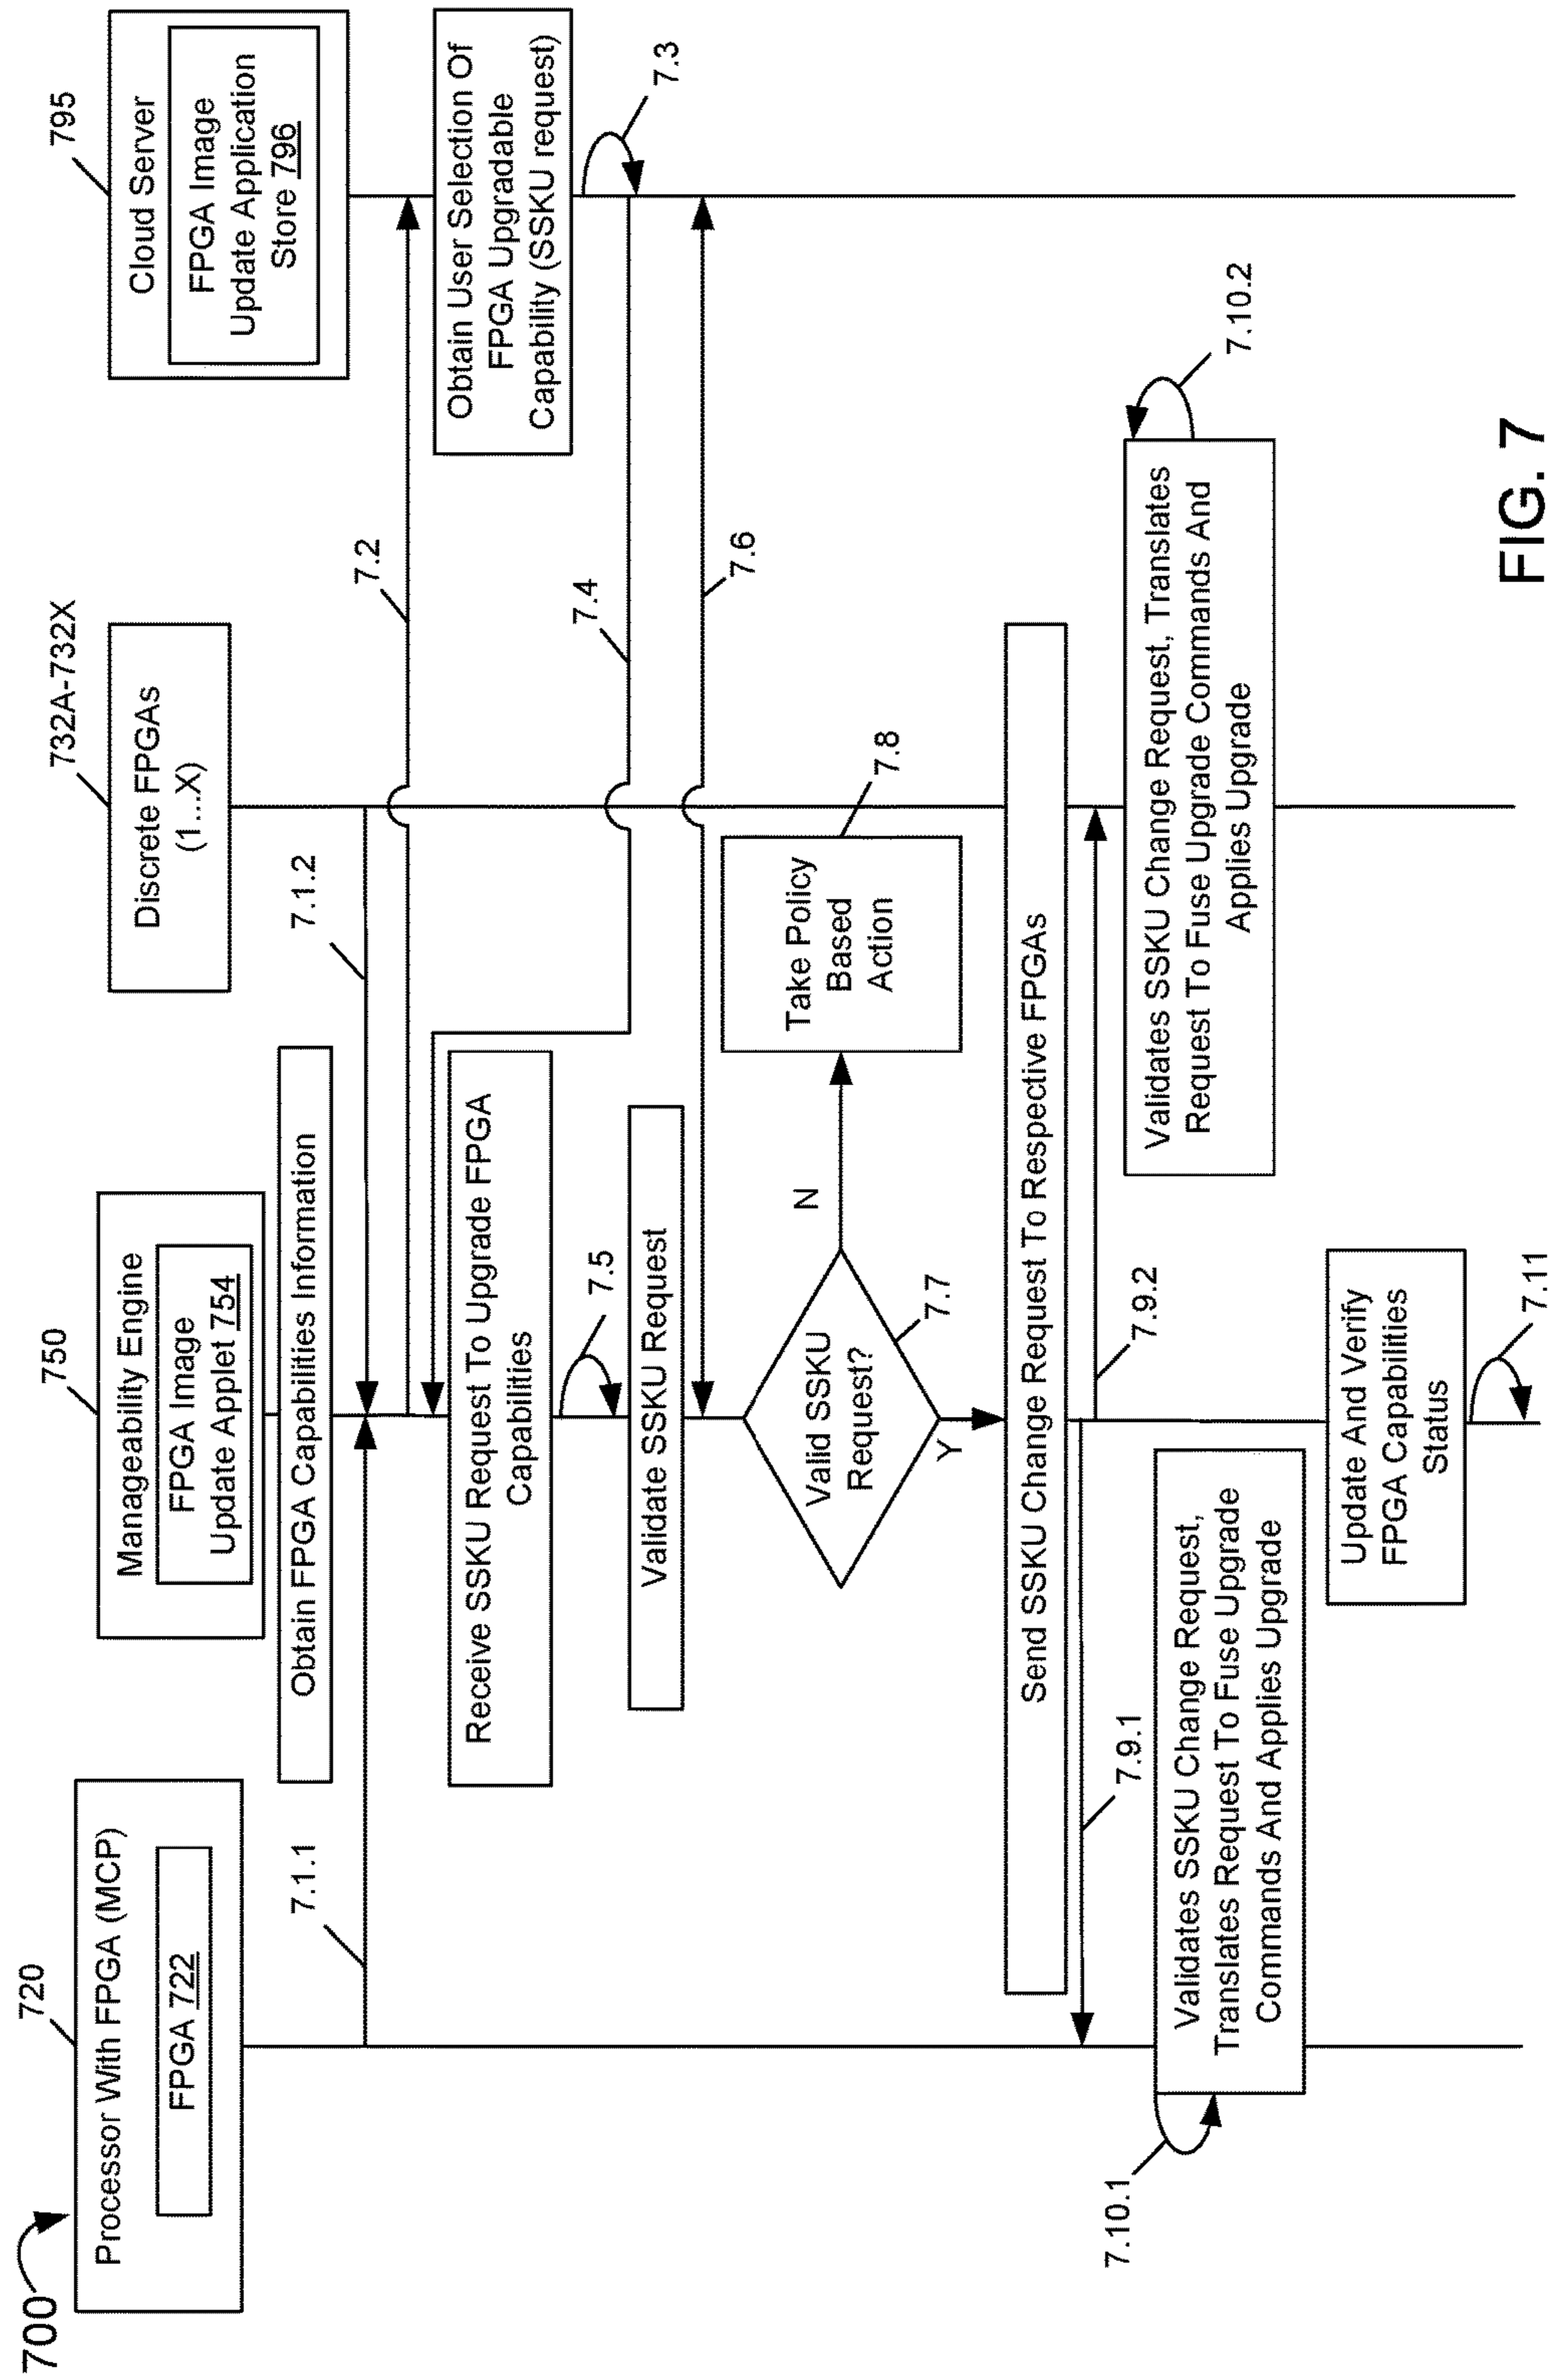 700
720
Processor With FPGA (MCP)
FPGA 722
750
Manageability Engine
FPGA Image
Update Applet 754
732A-732X
Discrete FPGAs
(1...X)
795
Cloud Server
FPGA Image
Update Application
Store 796
Obtain FPGA Capabilities Information
7.1.1
7.1.2
7.2
Obtain User Selection Of
FPGA Upgradable
Capability (SSKU request)
7.3
7.4
Receive SSKU Request To Upgrade FPGA
Capabilities
7.5
Validate SSKU Request
7.6
Valid SSKU
Request?
7.7
N
Y
Take Policy
Based
Action
7.8
Send SSKU Change Request To Respective FPGAs
7.9.1
7.9.2
Validates SSKU Change Request,
Translates Request To Fuse Upgrade
Commands And Applies Upgrade
7.10.1
Validates SSKU Change Request, Translates
Request To Fuse Upgrade Commands And
Applies Upgrade
7.10.2
Update And Verify
FPGA Capabilities
Status
7.11
FIG. 7